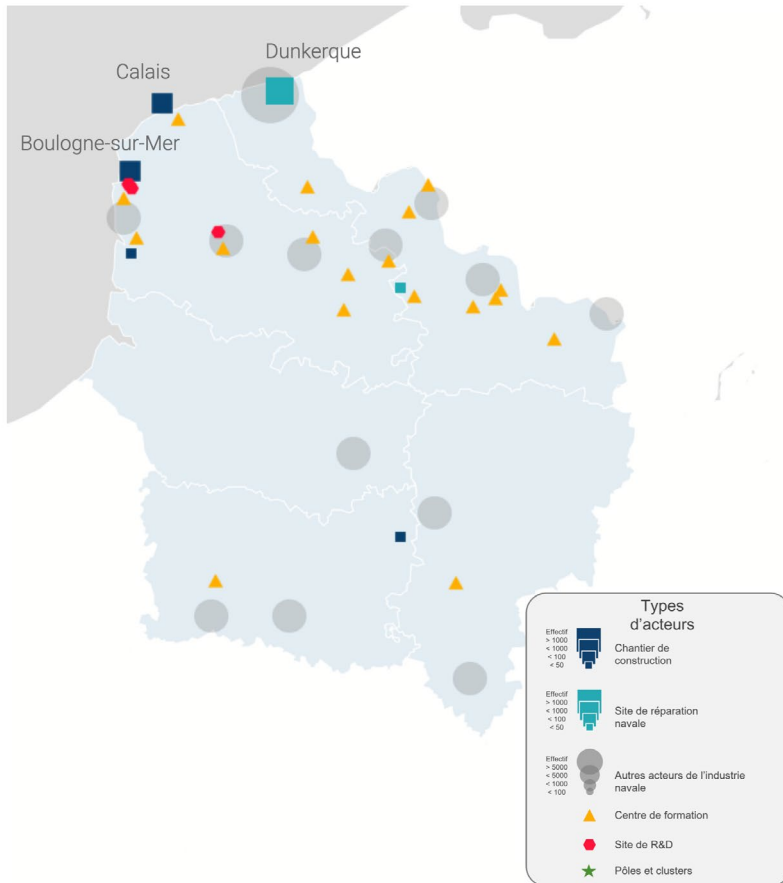 Dunkerque
Calais
Boulogne-sur-Mer
Types
d'acteurs
Effectif
> 1000
< 1000
< 100
< 50
Chantier de
construction
Effectif
> 1000
< 1000
< 100
< 50
Site de réparation
navale
Effectif
> 5000
< 5000
< 1000
< 100
Autres acteurs de l'industrie
navale
Centre de formation
Site de R&D
Pôles et clusters